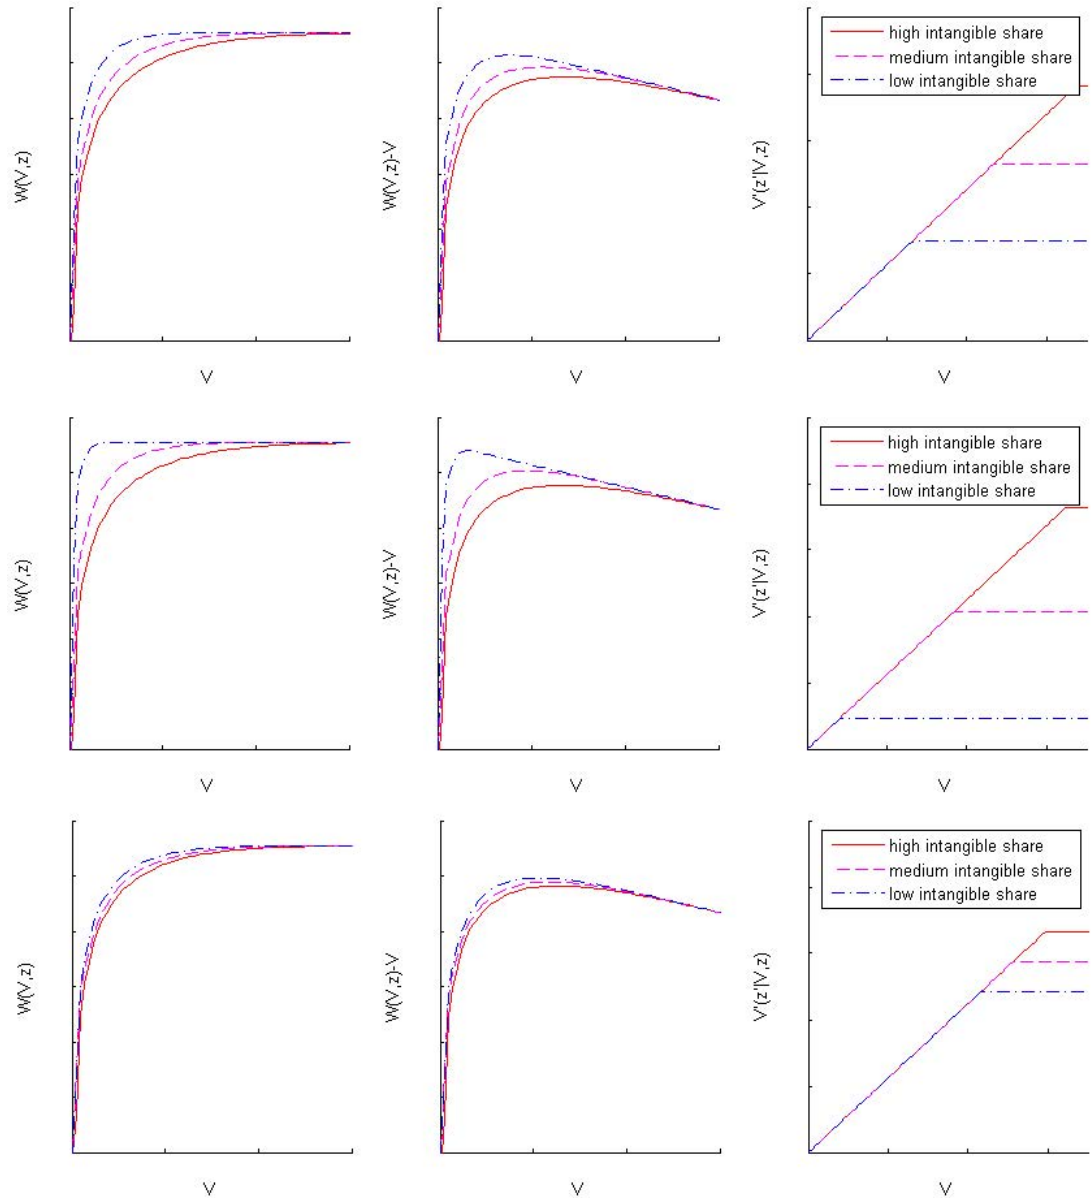 W(V,z)
V
W(V,z)-V
V
V'(z'|V,z)
V
high intangible share
medium intangible share
low intangible share
W(V,z)
V
W(V,z)-V
V
V'(z'|V,z)
V
high intangible share
medium intangible share
low intangible share
W(V,z)
V
W(V,z)-V
V
V'(z'|V,z)
V
high intangible share
medium intangible share
low intangible share